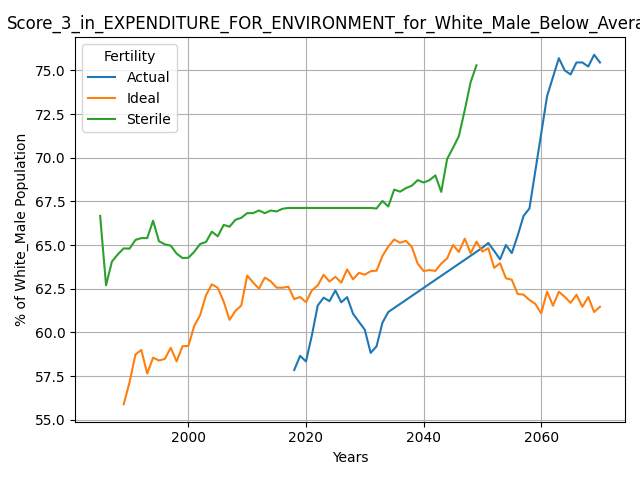 Score_3_in_EXPENDITURE_FOR_ENVIRONMENT_for_White_Male_Below_Avera
Fertility
Actual
Ideal
Sterile
% of White_Male Population
75.0
72.5
70.0
67.5
65.0
62.5
60.0
57.5
55.0
2000
2020
2040
2060
Years